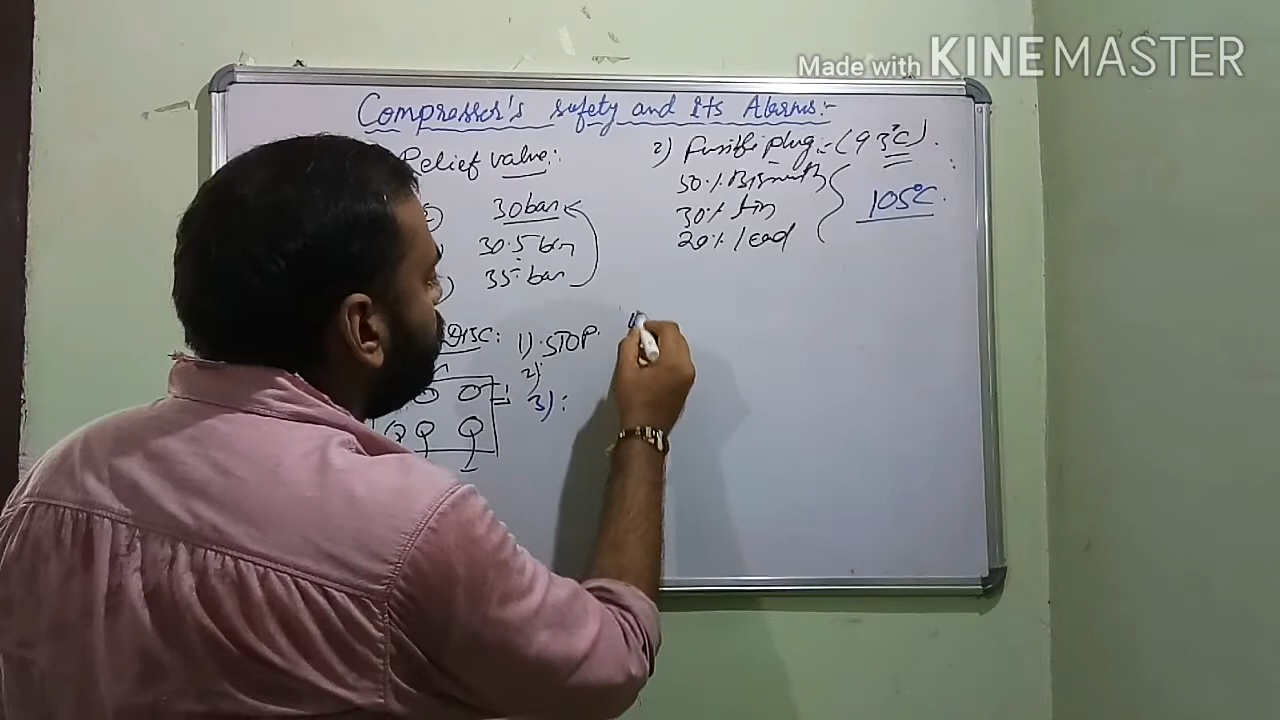 Made with KINEMASTER
Compressor's safety and its Alarms:-
Relief valve:
30 bar
30.5 bar
35 bar
2) Fusible plug:- (93°C).
50% Bismuth
30% tin
20% lead
105°C.
DISC:
1) STOP
2)
3):